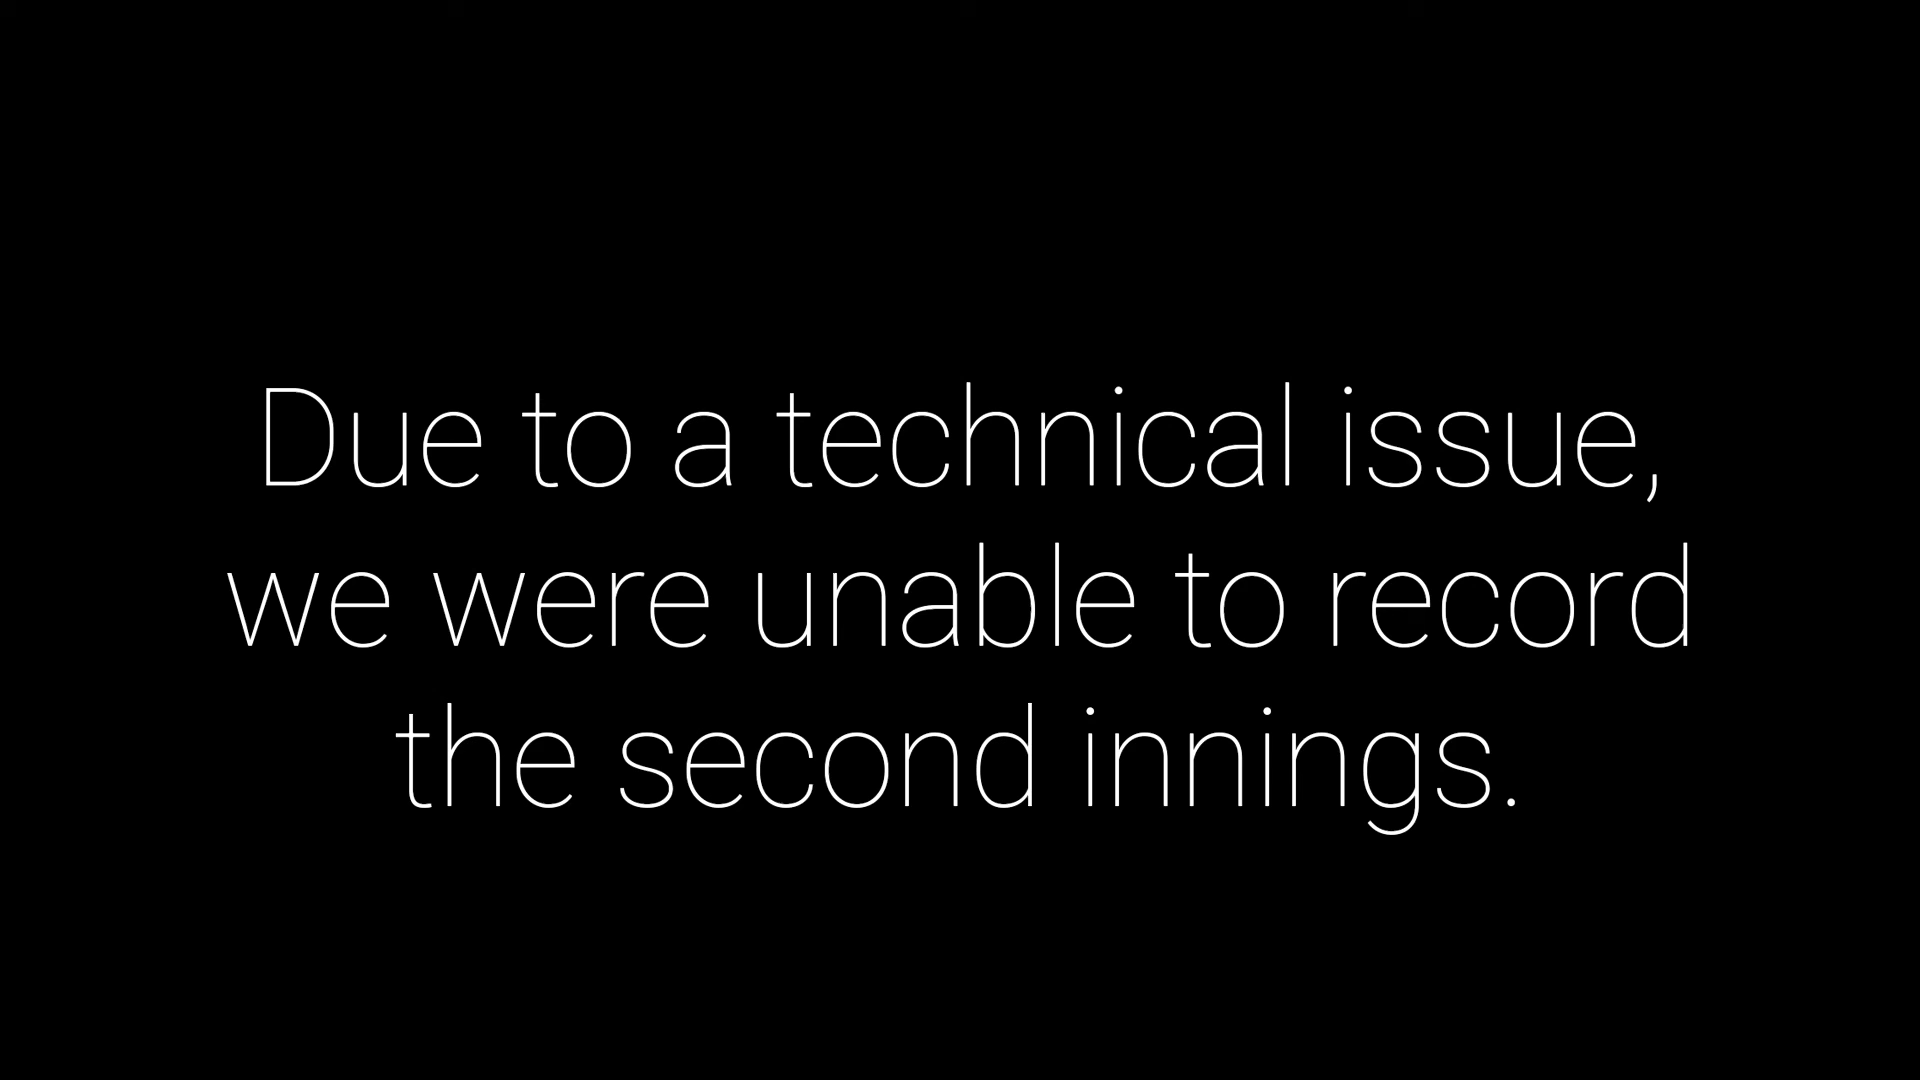 Due to a technical issue,
we were unable to record
the second innings.